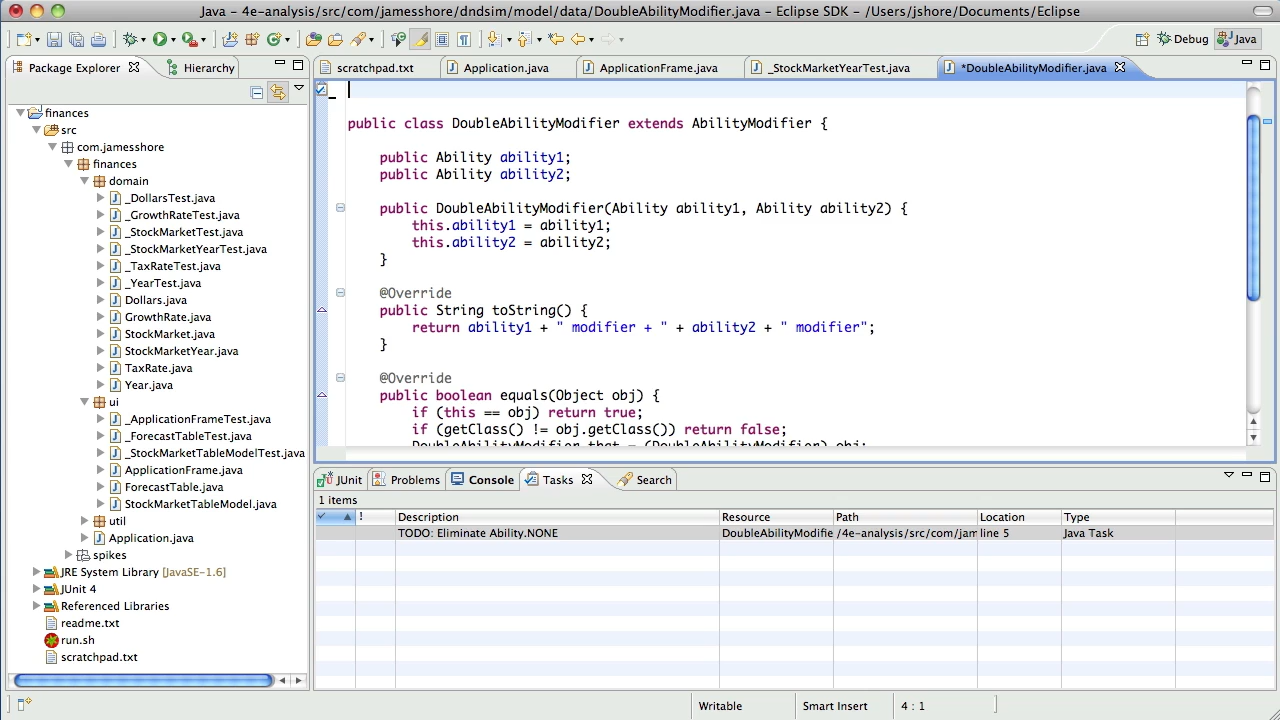 Java - 4e-analysis/src/com/jamesshore/dndsim/model/data/DoubleAbilityModifier.java - Eclipse SDK - /Users/jshore/Documents/Eclipse
Debug
Java
Package Explorer
Hierarchy
finances
src
com.jamesshore
finances
domain
_DollarsTest.java
_GrowthRateTest.java
_StockMarketTest.java
_StockMarketYearTest.java
_TaxRateTest.java
_YearTest.java
Dollars.java
GrowthRate.java
StockMarket.java
StockMarketYear.java
TaxRate.java
Year.java
ui
_ApplicationFrameTest.java
_ForecastTableTest.java
_StockMarketTableModelTest.java
ApplicationFrame.java
ForecastTable.java
StockMarketTableModel.java
util
Application.java
spikes
JRE System Library [JavaSE-1.6]
JUnit 4
Referenced Libraries
readme.txt
run.sh
scratchpad.txt
scratchpad.txt
Application.java
ApplicationFrame.java
_StockMarketYearTest.java
*DoubleAbilityModifier.java
public class DoubleAbilityModifier extends AbilityModifier {
public Ability ability1;
public Ability ability2;
public DoubleAbilityModifier(Ability ability1, Ability ability2) {
this.ability1 = ability1;
this.ability2 = ability2;
}
@Override
public String toString() {
return ability1 + " modifier + " + ability2 + " modifier";
}
@Override
public boolean equals(Object obj) {
if (this == obj) return true;
if (getClass() != obj.getClass()) return false;
DoubleAbilityModifier that = (DoubleAbilityModifier) obj;
JUnit
Problems
Console
Tasks
Search
1 items
! Description Resource Path Location Type
TODO: Eliminate Ability.NONE DoubleAbilityModifie /4e-analysis/src/com/jam line 5 Java Task
Writable
Smart Insert
4 : 1